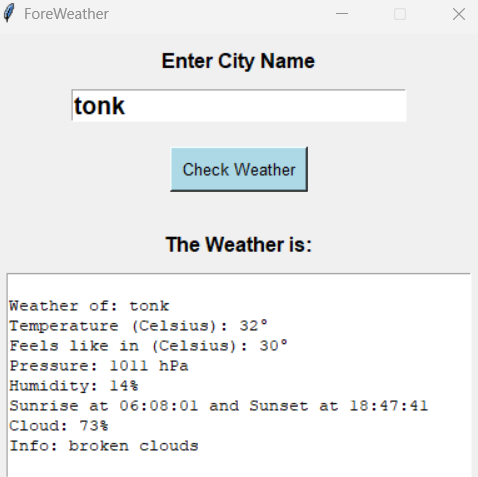 ForeWeather
Enter City Name
tonk
Check Weather
The Weather is:
Weather of: tonk
Temperature (Celsius): 32°
Feels like in (Celsius): 30°
Pressure: 1011 hPa
Humidity: 14%
Sunrise at 06:08:01 and Sunset at 18:47:41
Cloud: 73%
Info: broken clouds